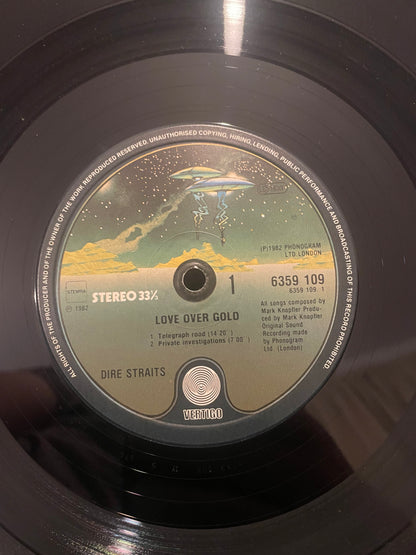 ALL RIGHTS OF THE PRODUCER AND OF THE OWNER OF THE WORK REPRODUCED RESERVED. UNAUTHORISED COPYING, HIRING, LENDING, PUBLIC PERFORMANCE AND BROADCASTING OF THIS RECORD PROHIBITED.
(P)1982 PHONOGRAM
LTD.LONDON
STEMRA
℗ 1982
STEREO 33⅓
1
6359 109
6359 109 1
LOVE OVER GOLD
1 Telegraph road (14 20 )
2 Private investigations (7 00 )
All songs composed by
Mark Knopfler Produ-
ced by Mark Knopfler
Original Sound
Recording made by
Phonogram
Ltd. (London)
DIRE STRAITS
VERTIGO